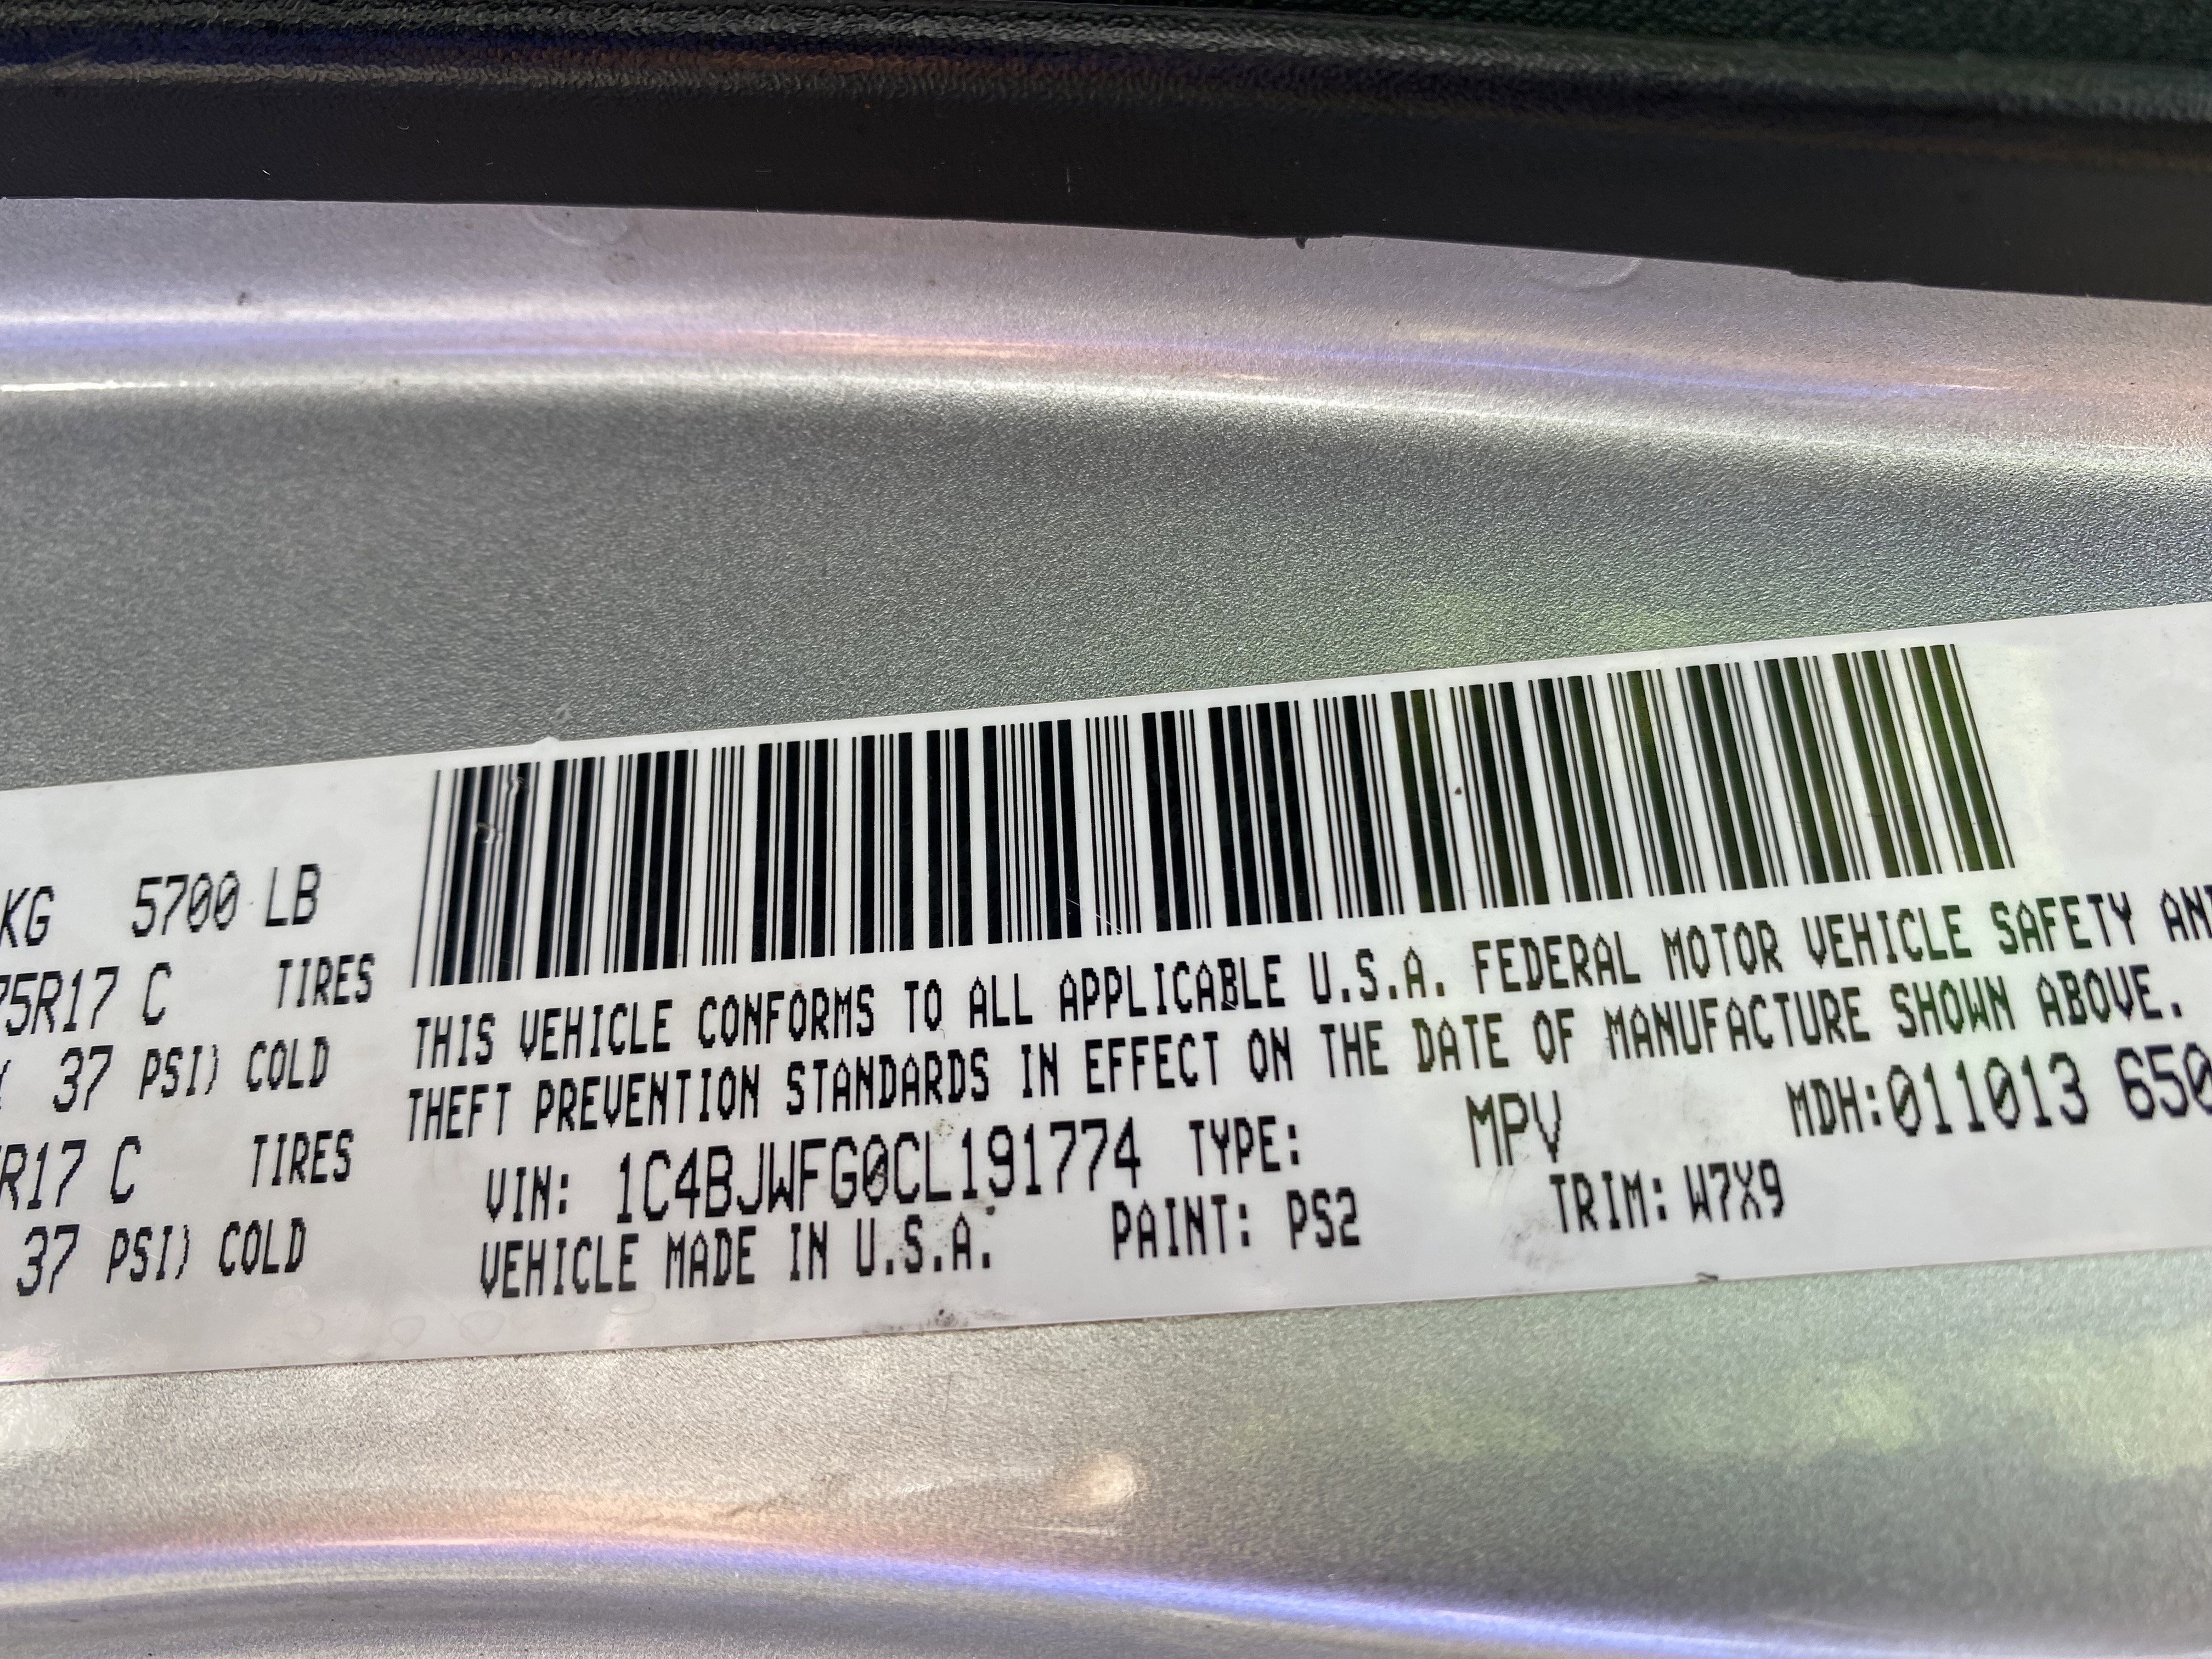 KG 5700 LB
75R17 C TIRES
37 PSI) COLD
R17 C TIRES
37 PSI) COLD
THIS VEHICLE CONFORMS TO ALL APPLICABLE U.S.A. FEDERAL MOTOR VEHICLE SAFETY AN
THEFT PREVENTION STANDARDS IN EFFECT ON THE DATE OF MANUFACTURE SHOWN ABOVE.
VIN: 1C4BJWFG0CL191774 TYPE: MPV MDH:011013 650
VEHICLE MADE IN U.S.A. PAINT: PS2 TRIM: W7X9